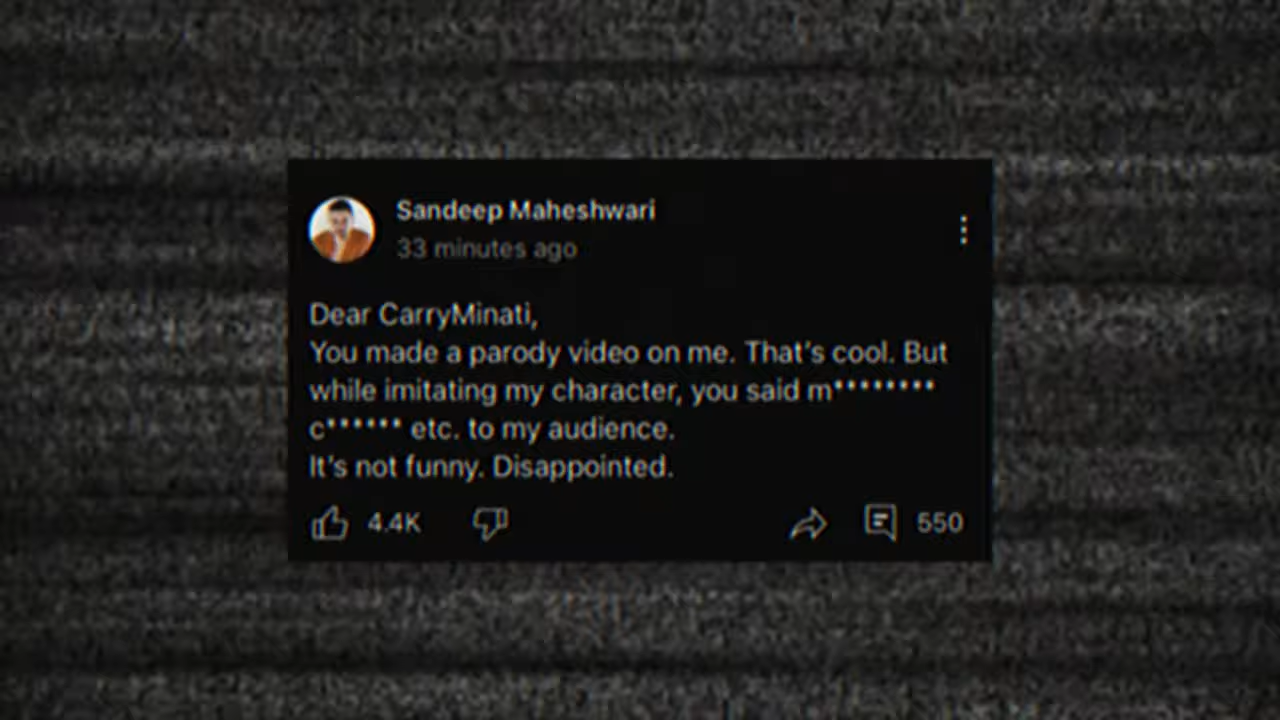 Sandeep Maheshwari
33 minutes ago
Dear CarryMinati,
You made a parody video on me. That's cool. But
while imitating my character, you said m********
c****** etc. to my audience.
It's not funny. Disappointed.
4.4K 550